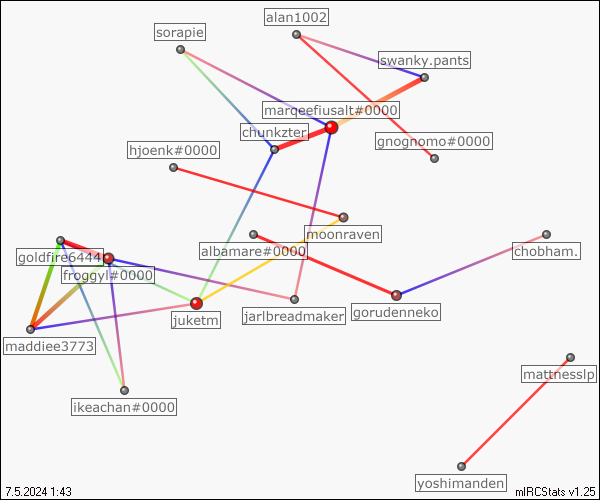 alan1002
sorapie
swanky.pants
marqeefiusalt#0000
chunkzter
gnognomo#0000
hjoenk#0000
moonraven
albamare#0000
chobham.
goldfire6444
froggyl#0000
jarlbreadmaker
gorudenneko
juketm
maddiee3773
mattnesslp
ikeachan#0000
yoshimanden
7.5.2024 1:43
mIRCStats v1.25